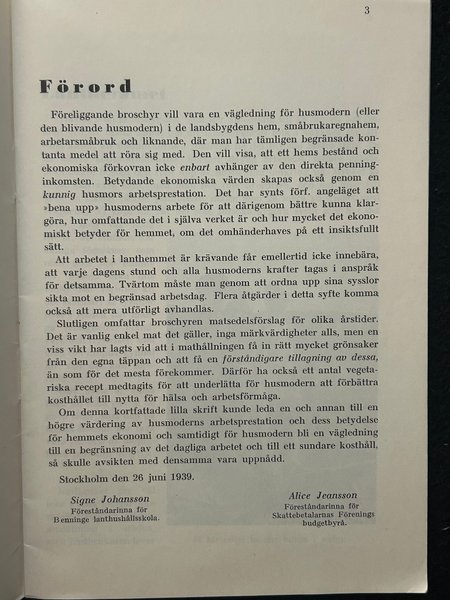 3
Förord
Föreliggande broschyr vill vara en vägledning för husmodern (eller
den blivande husmodern) i de landsbygdens hem, småbrukaregnahem,
arbetarsmåbruk och liknande, där man har tämligen begränsade kon-
tanta medel att röra sig med. Den vill visa, att ett hems bestånd och
ekonomiska förkovran icke enbart avhänger av den direkta penning-
inkomsten. Betydande ekonomiska värden skapas också genom en
kunnig husmors arbetsprestation. Det har synts förf. angeläget att
»bena upp» husmoderns arbete för att därigenom bättre kunna klar-
göra, hur omfattande det i själva verket är och hur mycket det ekono-
miskt betyder för hemmet, om det omhänderhaves på ett insiktsfullt
sätt.
Att arbetet i lanthemmet är krävande får emellertid icke innebära,
att varje dagens stund och alla husmoderns krafter tagas i anspråk
för detsamma. Tvärtom måste man genom att ordna upp sina sysslor
sikta mot en begränsad arbetsdag. Flera åtgärder i detta syfte komma
också att mera utförligt avhandlas.
Slutligen omfattar broschyren matsedelsförslag för olika årstider.
Det är vanlig enkel mat det gäller, inga märkvärdigheter alls, men en
viss vikt har lagts vid att i mathållningen få in rätt mycket grönsaker
från den egna täppan och att få en förståndigare tillagning av dessa,
än som för det mesta förekommer. Därför ha också ett antal vegeta-
riska recept medtagits för att underlätta för husmodern att förbättra
kosthållet till nytta för hälsa och arbetsförmåga.
Om denna kortfattade lilla skrift kunde leda en och annan till en
högre värdering av husmoderns arbetsprestation och dess betydelse
för hemmets ekonomi och samtidigt för husmodern bli en vägledning
till en begränsning av det dagliga arbetet och till ett sundare kosthåll,
så skulle avsikten med densamma vara uppnådd.
Stockholm den 26 juni 1939.
Signe Johansson
Föreståndarinna för
Benninge lanthushållsskola.
Alice Jeansson
Föreståndarinna för
Skattebetalarnas Förenings
budgetbyrå.